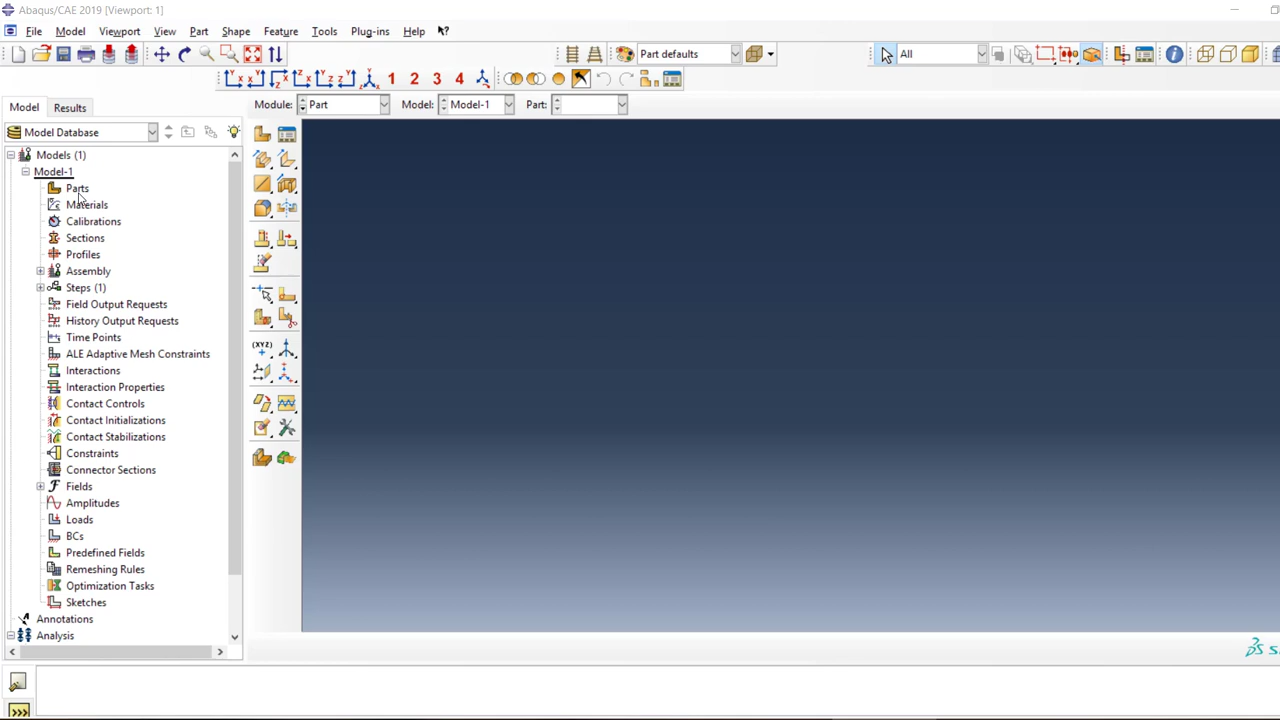 Abaqus/CAE 2019 [Viewport: 1]
File Model Viewport View Part Shape Feature Tools Plug-ins Help
Part defaults All
1 2 3 4
Model Results Module: Part Model: Model-1 Part:
Model Database
Models (1)
Model-1
Parts
Materials
Calibrations
Sections
Profiles
Assembly
Steps (1)
Field Output Requests
History Output Requests
Time Points
(XYZ)
ALE Adaptive Mesh Constraints
Interactions
Interaction Properties
Contact Controls
Contact Initializations
Contact Stabilizations
Constraints
Connector Sections
Fields
Amplitudes
Loads
BCs
Predefined Fields
Remeshing Rules
Optimization Tasks
Sketches
Annotations
Analysis
>>>